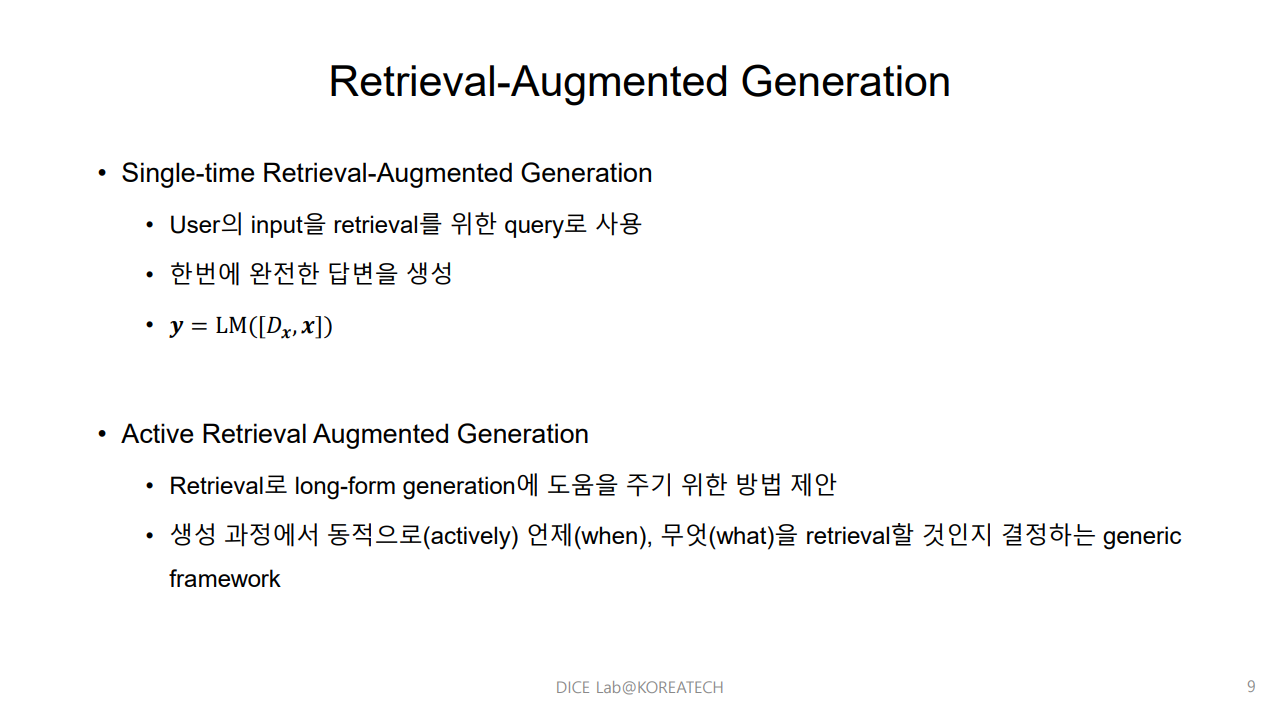 Retrieval-Augmented Generation
• Single-time Retrieval-Augmented Generation
• User의 input을 retrieval를 위한 query로 사용
• 한번에 완전한 답변을 생성
• 𝒚 = LM([𝐷𝒙, 𝒙])
• Active Retrieval Augmented Generation
• Retrieval로 long-form generation에 도움을 주기 위한 방법 제안
• 생성 과정에서 동적으로(actively) 언제(when), 무엇(what)을 retrieval할 것인지 결정하는 generic
framework
DICE Lab@KOREATECH
9